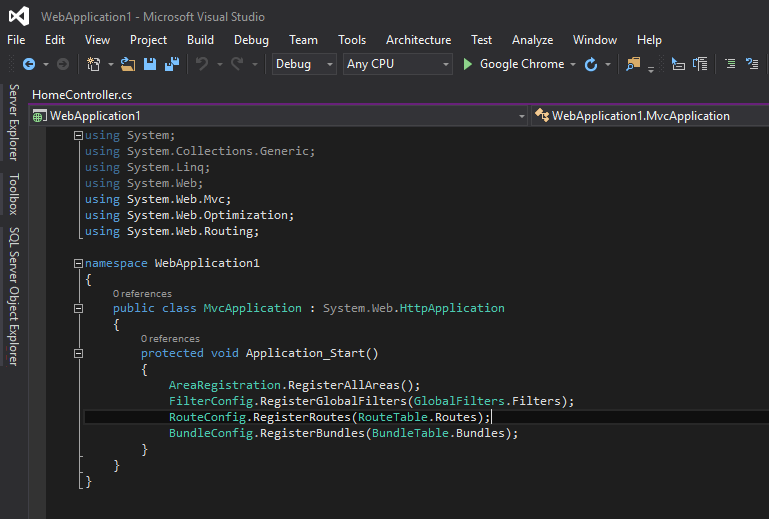 WebApplication1 - Microsoft Visual Studio
File Edit View Project Build Debug Team Tools Architecture Test Analyze Window Help
Debug Any CPU Google Chrome
Server Explorer
Toolbox
SQL Server Object Explorer
HomeController.cs
WebApplication1 WebApplication1.MvcApplication
using System;
using System.Collections.Generic;
using System.Linq;
using System.Web;
using System.Web.Mvc;
using System.Web.Optimization;
using System.Web.Routing;
namespace WebApplication1
{
0 references
public class MvcApplication : System.Web.HttpApplication
{
0 references
protected void Application_Start()
{
AreaRegistration.RegisterAllAreas();
FilterConfig.RegisterGlobalFilters(GlobalFilters.Filters);
RouteConfig.RegisterRoutes(RouteTable.Routes);
BundleConfig.RegisterBundles(BundleTable.Bundles);
}
}
}